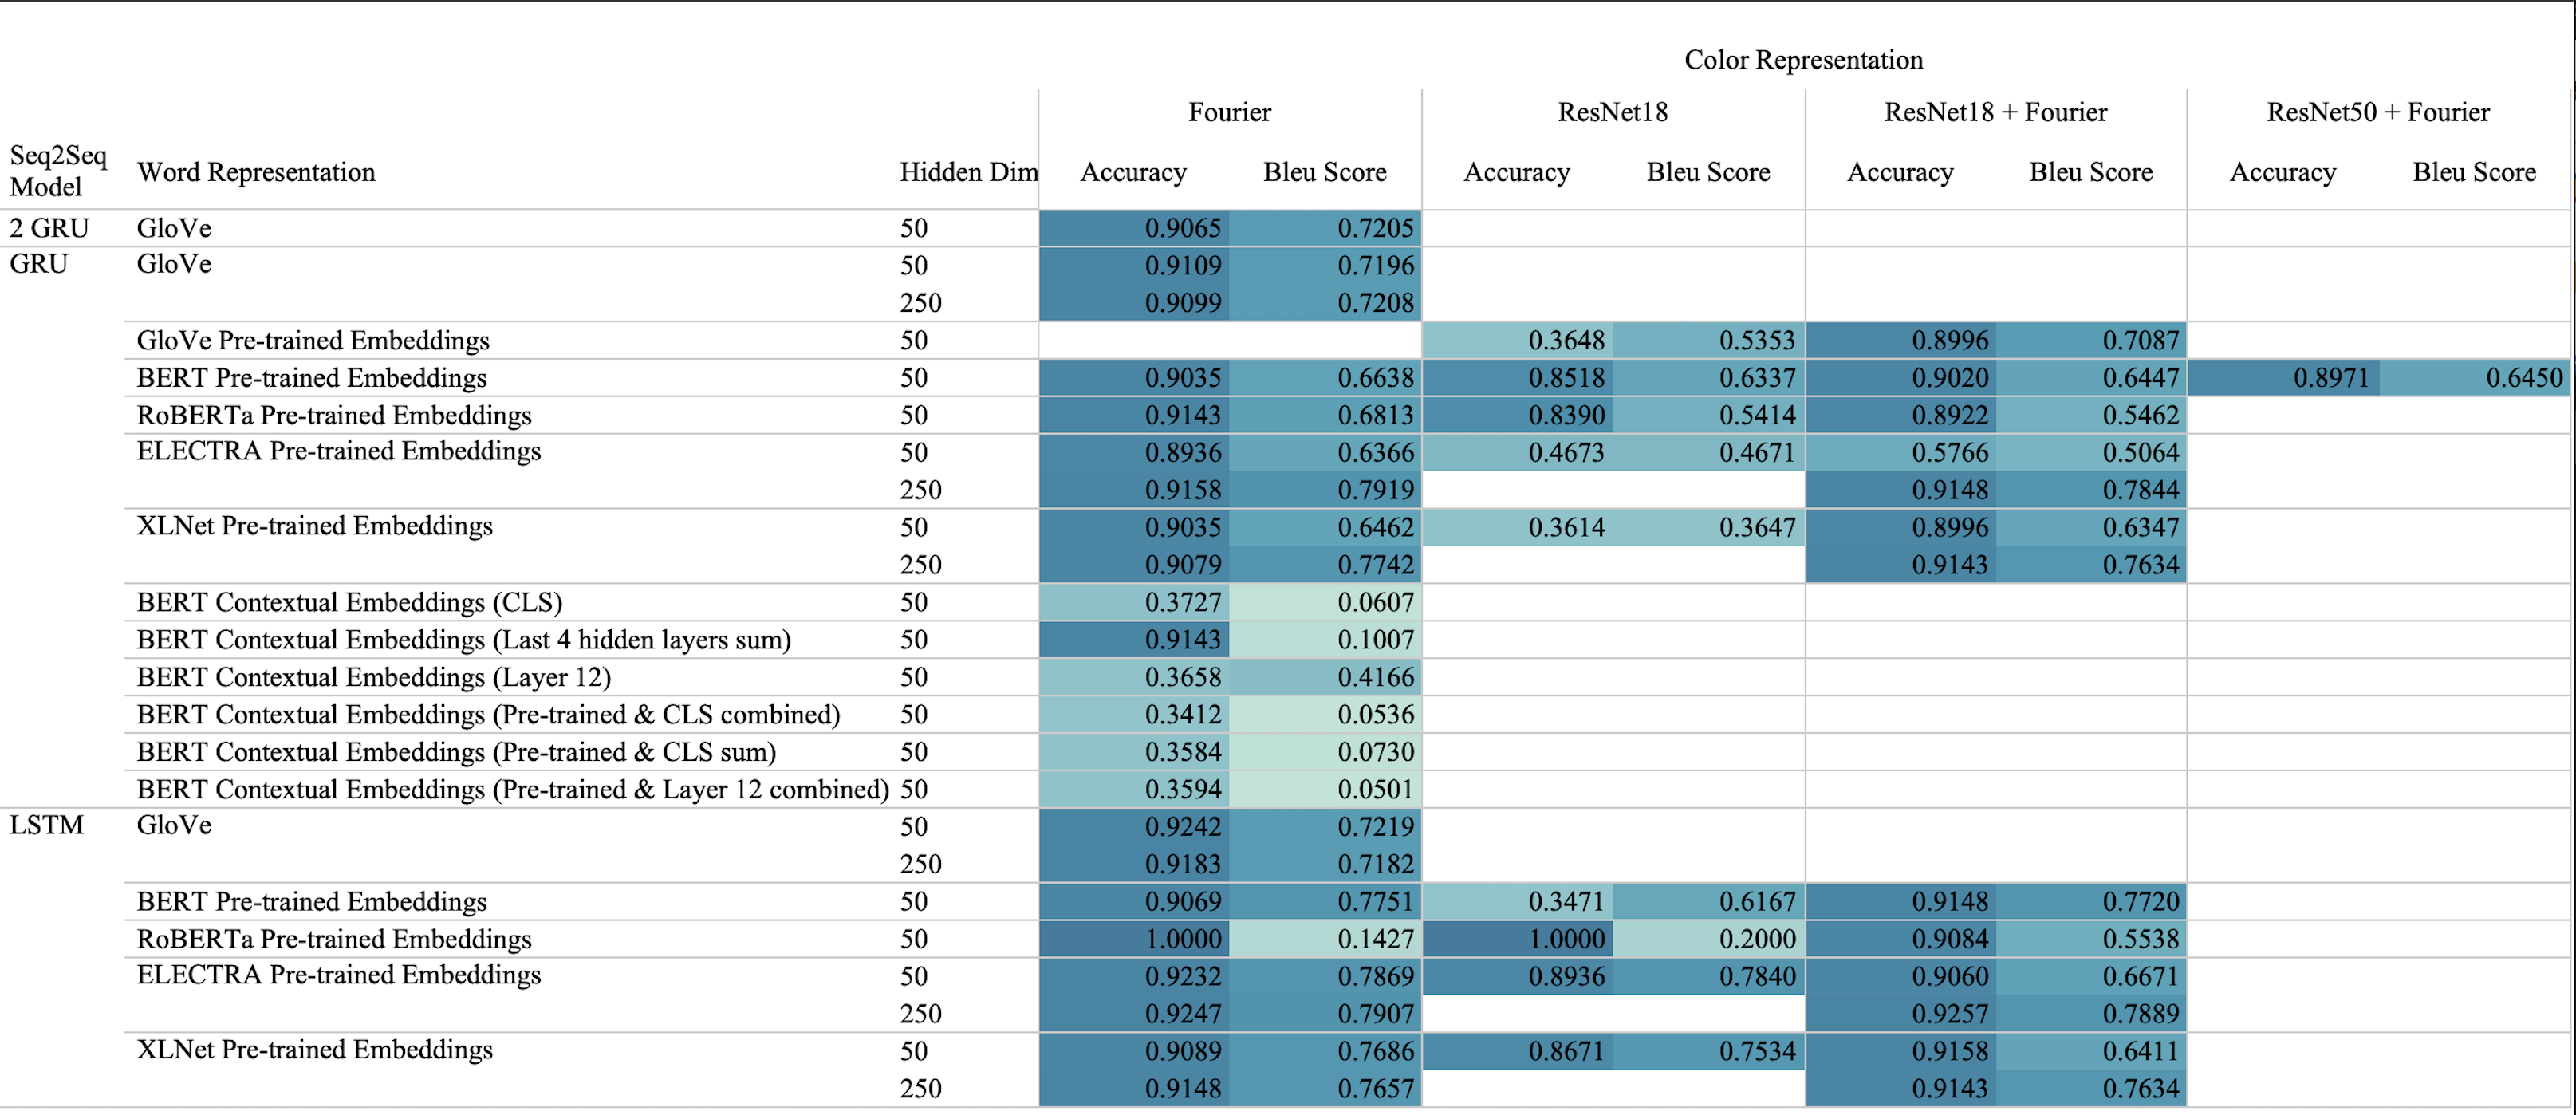 Color Representation
Fourier ResNet18 ResNet18 + Fourier ResNet50 + Fourier
Seq2Seq
Model Word Representation Hidden Dim Accuracy Bleu Score Accuracy Bleu Score Accuracy Bleu Score Accuracy Bleu Score
2 GRU GloVe 50 0.9065 0.7205
GRU GloVe 50 0.9109 0.7196
250 0.9099 0.7208
GloVe Pre-trained Embeddings 50 0.3648 0.5353 0.8996 0.7087
BERT Pre-trained Embeddings 50 0.9035 0.6638 0.8518 0.6337 0.9020 0.6447 0.8971 0.6450
RoBERTa Pre-trained Embeddings 50 0.9143 0.6813 0.8390 0.5414 0.8922 0.5462
ELECTRA Pre-trained Embeddings 50 0.8936 0.6366 0.4673 0.4671 0.5766 0.5064
250 0.9158 0.7919 0.9148 0.7844
XLNet Pre-trained Embeddings 50 0.9035 0.6462 0.3614 0.3647 0.8996 0.6347
250 0.9079 0.7742 0.9143 0.7634
BERT Contextual Embeddings (CLS) 50 0.3727 0.0607
BERT Contextual Embeddings (Last 4 hidden layers sum) 50 0.9143 0.1007
BERT Contextual Embeddings (Layer 12) 50 0.3658 0.4166
BERT Contextual Embeddings (Pre-trained & CLS combined) 50 0.3412 0.0536
BERT Contextual Embeddings (Pre-trained & CLS sum) 50 0.3584 0.0730
BERT Contextual Embeddings (Pre-trained & Layer 12 combined) 50 0.3594 0.0501
LSTM GloVe 50 0.9242 0.7219
250 0.9183 0.7182
BERT Pre-trained Embeddings 50 0.9069 0.7751 0.3471 0.6167 0.9148 0.7720
RoBERTa Pre-trained Embeddings 50 1.0000 0.1427 1.0000 0.2000 0.9084 0.5538
ELECTRA Pre-trained Embeddings 50 0.9232 0.7869 0.8936 0.7840 0.9060 0.6671
250 0.9247 0.7907 0.9257 0.7889
XLNet Pre-trained Embeddings 50 0.9089 0.7686 0.8671 0.7534 0.9158 0.6411
250 0.9148 0.7657 0.9143 0.7634